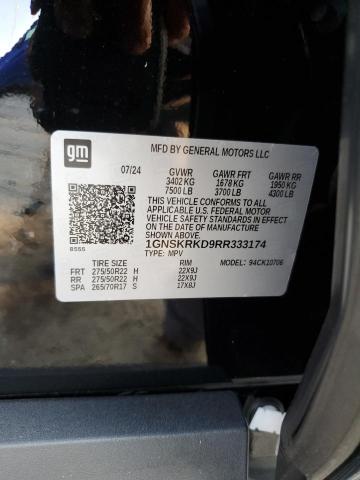 gm
MFD BY GENERAL MOTORS LLC
07/24 GVWR GAWR FRT GAWR RR
3402 KG 1678 KG 1950 KG
7500 LB 3700 LB 4300 LB
THIS VEHICLE CONFORMS TO ALL
APPLICABLE U.S. FEDERAL MOTOR
VEHICLE SAFETY STANDARDS IN
EFFECT ON THE DATE OF
MANUFACTURE SHOWN ABOVE.
1GNSKRKD9RR333174
TYPE: MPV 94CK10706
TIRE SIZE RIM
FRT 275/50R22 H 22X9J
RR 275/50R22 H 22X9J
SPA 265/70R17 S 17X8J